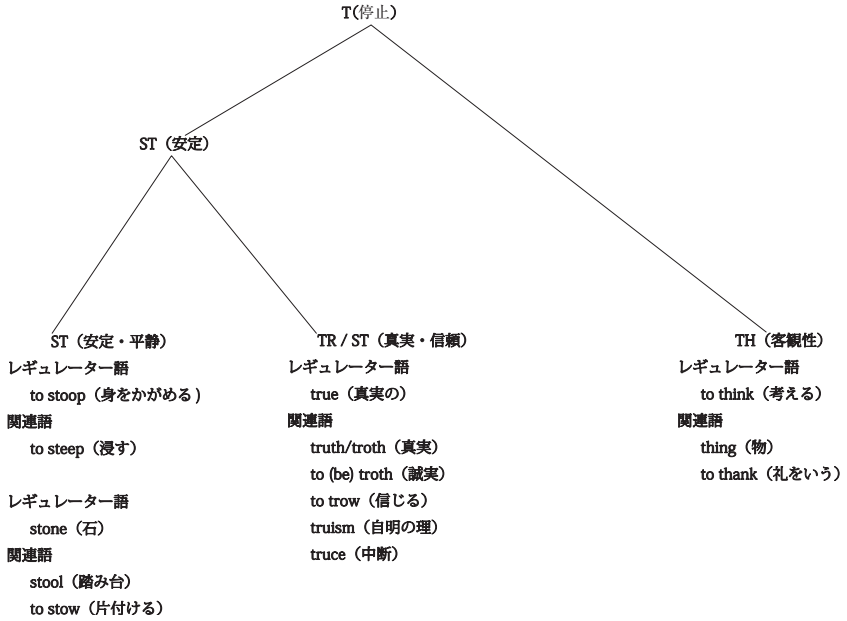 T(停止)
ST（安定）
ST（安定・平静）
レギュレーター語
to stoop（身をかがめる )
関連語
to steep（浸す）
レギュレーター語
stone（石）
関連語
stool（踏み台）
to stow（片付ける）
TR / ST（真実・信頼）
レギュレーター語
true（真実の）
関連語
truth/troth（真実）
to (be) troth（誠実）
to trow（信じる）
truism（自明の理）
truce（中断）
TH（客観性）
レギュレーター語
to think（考える）
関連語
thing（物）
to thank（礼をいう）